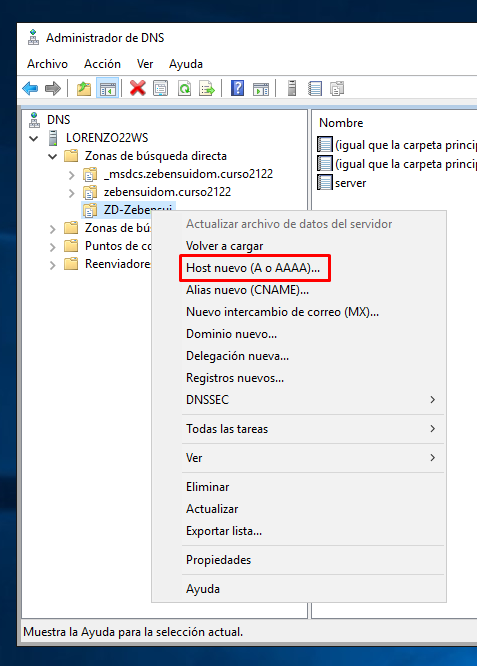 Administrador de DNS
Archivo Acción Ver Ayuda
DNS
LORENZO22WS
Zonas de búsqueda directa
_msdcs.zebensuidom.curso2122
zebensuidom.curso2122
ZD-Zebensui
Zonas de bú
Puntos de co
Reenviadores
Nombre
(igual que la carpeta princip
(igual que la carpeta princip
server
Actualizar archivo de datos del servidor
Volver a cargar
Host nuevo (A o AAAA)...
Alias nuevo (CNAME)...
Nuevo intercambio de correo (MX)...
Dominio nuevo...
Delegación nueva...
Registros nuevos...
DNSSEC
Todas las tareas
Ver
Eliminar
Actualizar
Exportar lista...
Propiedades
Ayuda
Muestra la Ayuda para la selección actual.